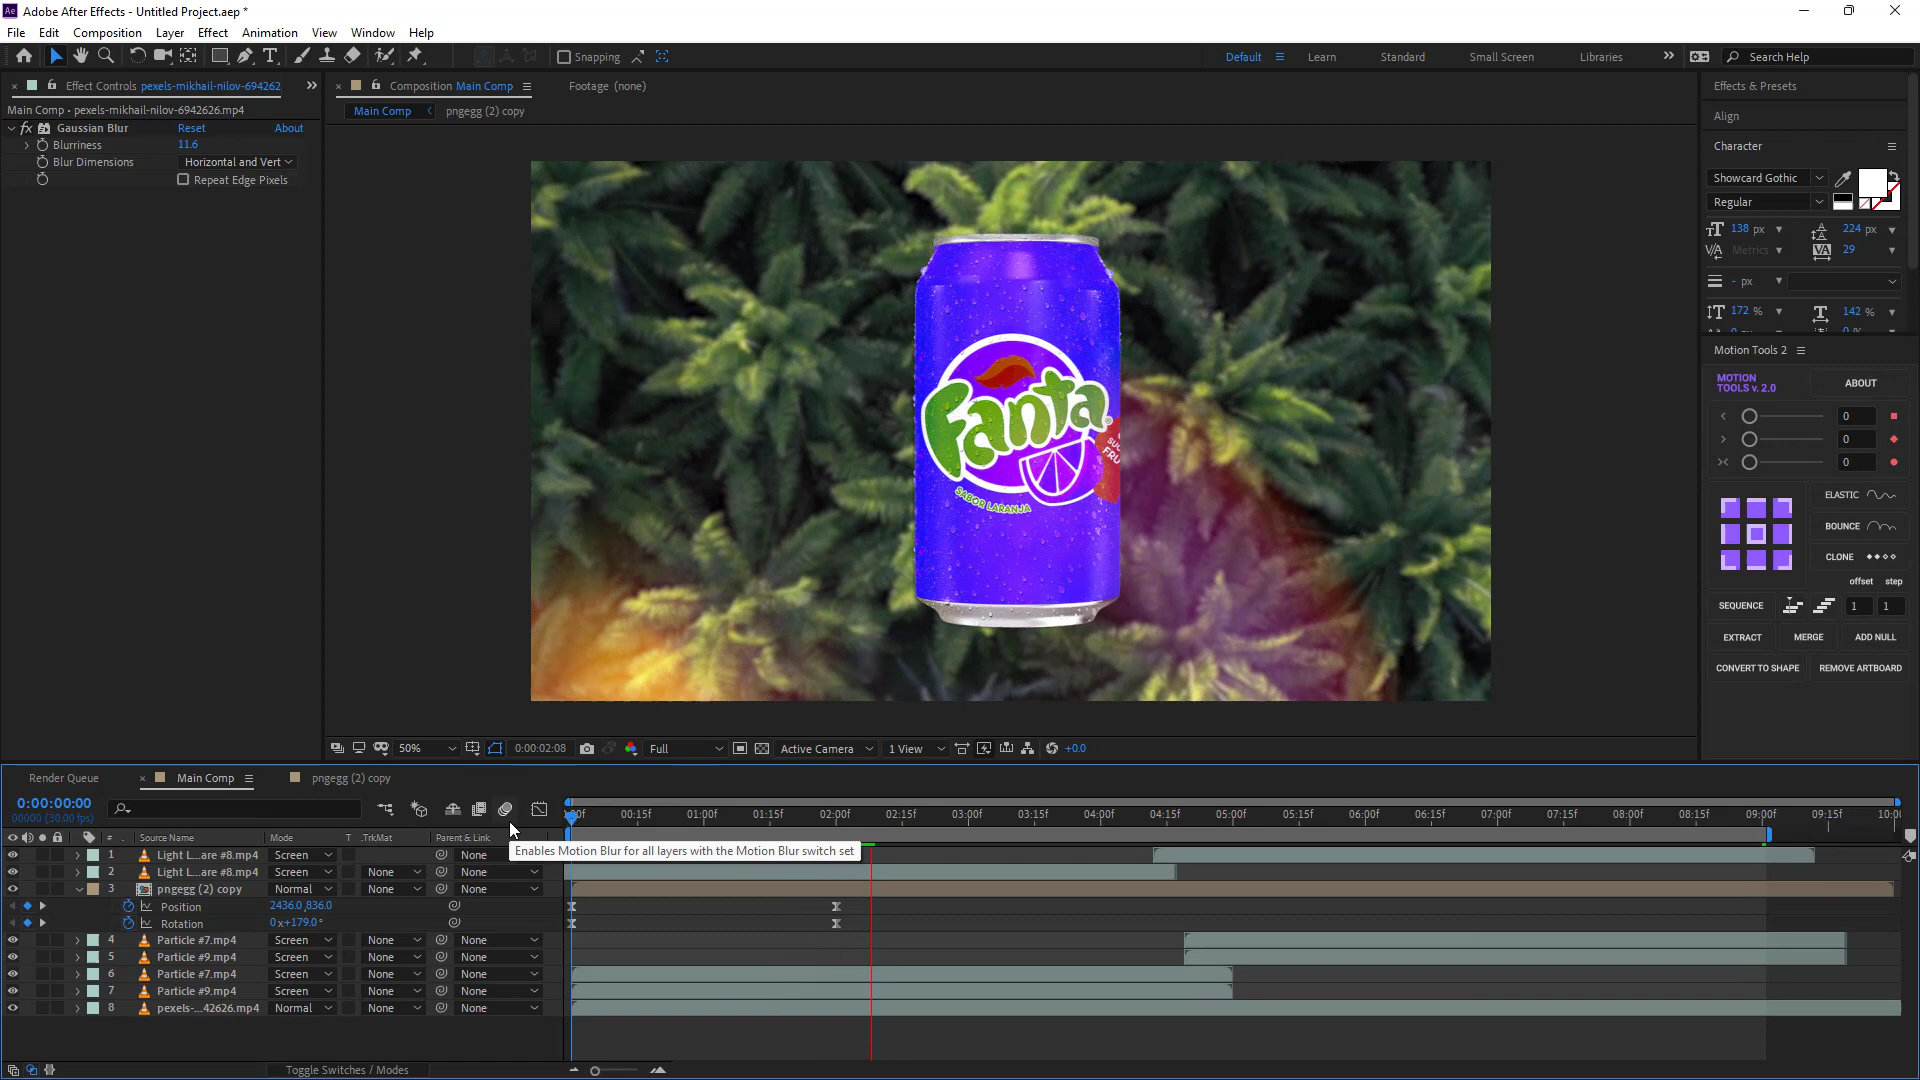 Adobe After Effects - Untitled Project.aep *
File Edit Composition Layer Effect Animation View Window Help
Snapping
Default Learn Standard Small Screen Libraries
Search Help
Effect Controls pexels-mikhail-nilov-694262
Main Comp • pexels-mikhail-nilov-6942626.mp4
fx Gaussian Blur Reset About
Blurriness 11.6
Blur Dimensions Horizontal and Vert
Repeat Edge Pixels
Composition Main Comp
Footage (none)
Main Comp pngegg (2) copy
Fanta
SABOR LARANJA
50% 0:00:02:08 Full Active Camera 1 View +0.0
Effects & Presets
Align
Character
Showcard Gothic
Regular
138 px 224 px
Metrics 29
- px
172 % 142 %
Motion Tools 2
MOTION
TOOLS v. 2.0
ABOUT
0
0
0
ELASTIC
BOUNCE
CLONE
offset step
SEQUENCE 1 1
EXTRACT MERGE ADD NULL
CONVERT TO SHAPE REMOVE ARTBOARD
Render Queue Main Comp pngegg (2) copy
0:00:00:00
00000 (30.00 fps)
00:15f 01:00f 01:15f 02:00f 02:15f 03:00f 03:15f 04:00f 04:15f 05:00f 05:15f 06:00f 06:15f 07:00f 07:15f 08:00f 08:15f 09:00f 09:15f
# Source Name Mode T .TrkMat Parent & Link
Enables Motion Blur for all layers with the Motion Blur switch set
1 Light L...are #8.mp4 Screen None
2 Light L...are #8.mp4 Screen None None
3 pngegg (2) copy Normal None None
Position 2436.0,836.0
Rotation 0x+179.0°
4 Particle #7.mp4 Screen None None
5 Particle #9.mp4 Screen None None
6 Particle #7.mp4 Screen None None
7 Particle #9.mp4 Screen None None
8 pexels-...42626.mp4 Normal None None
Toggle Switches / Modes